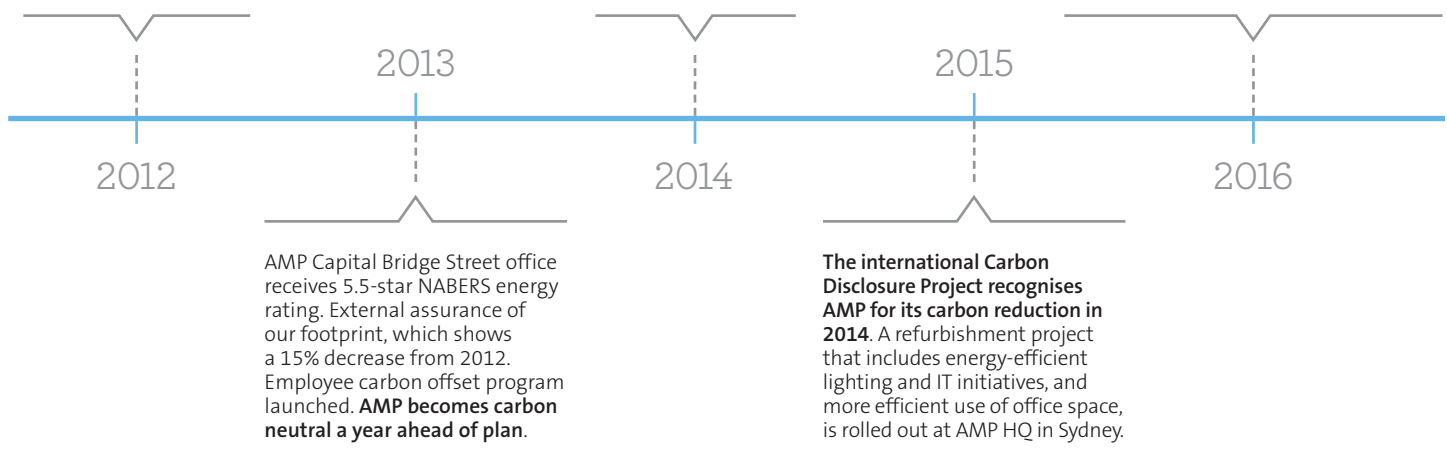 2013
2015
2012
2014
2016
AMP Capital Bridge Street office
receives 5.5-star NABERS energy
rating. External assurance of
our footprint, which shows
a 15% decrease from 2012.
Employee carbon offset program
launched. AMP becomes carbon
neutral a year ahead of plan.
The international Carbon
Disclosure Project recognises
AMP for its carbon reduction in
2014. A refurbishment project
that includes energy-efficient
lighting and IT initiatives, and
more efficient use of office space,
is rolled out at AMP HQ in Sydney.